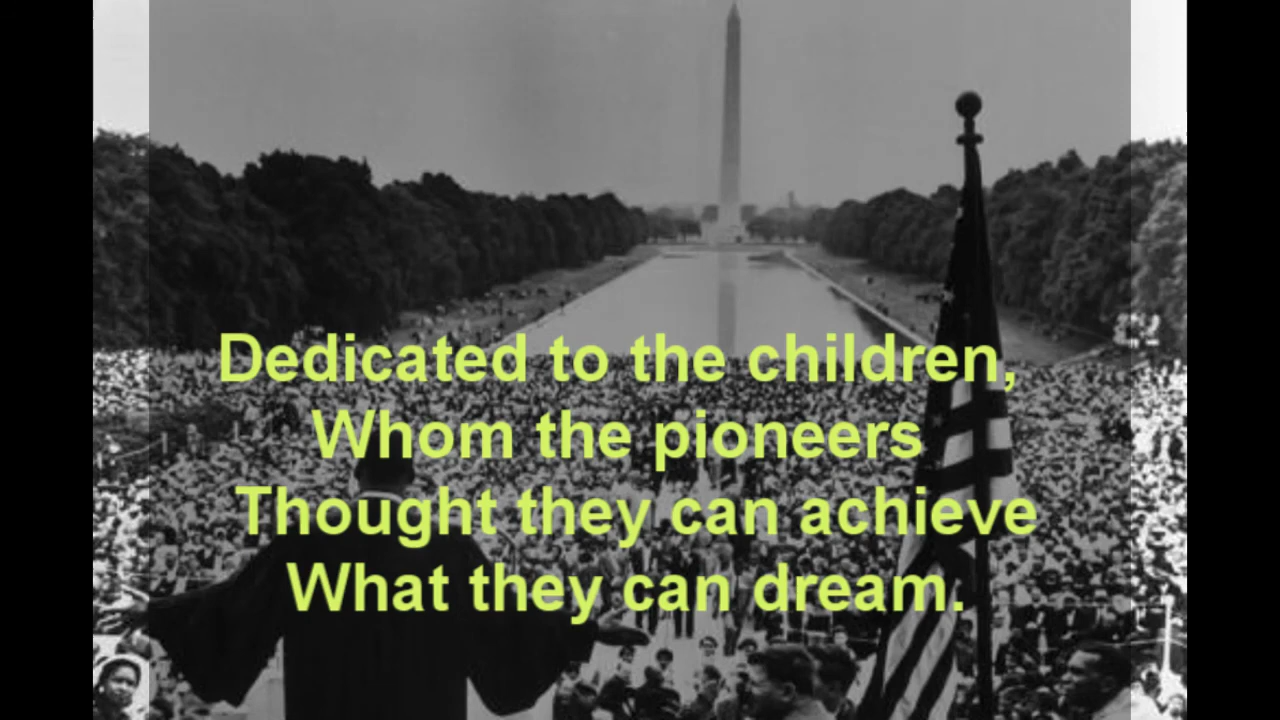 Dedicated to the children,
Whom the pioneers
Thought they can achieve
What they can dream.